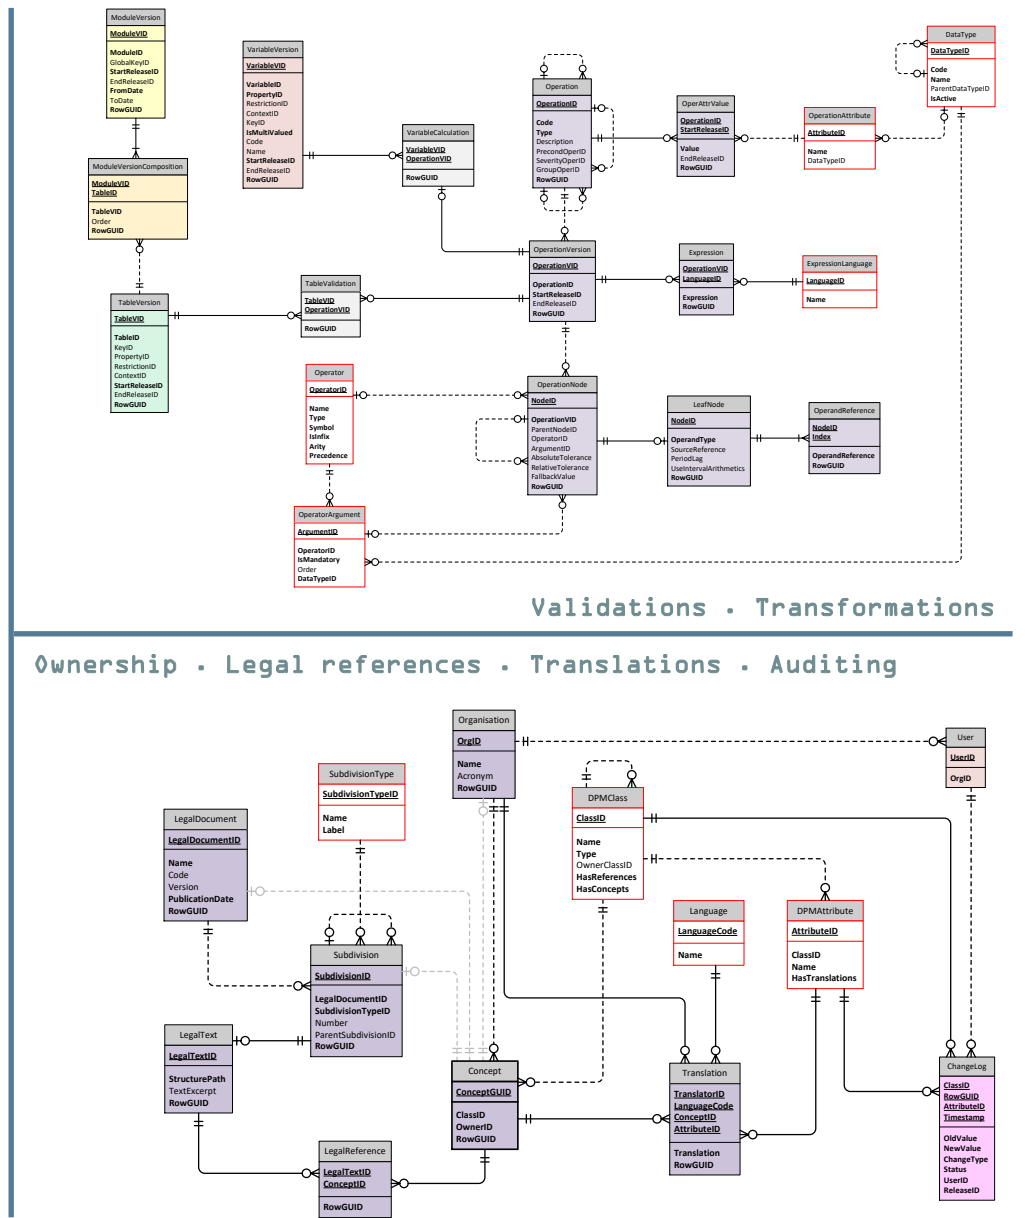 ModuleVersion
ModuleVID
ModuleID
GlobalKeyID
StartReleaseID
EndReleaseID
FromDate
ToDate
RowGUID
VariableVersion
VariableVID
VariableID
PropertyID
RestrictionID
ContextID
KeyID
IsMultiValued
Code
Name
StartReleaseID
EndReleaseID
RowGUID
VariableCalculation
VariableVID
OperationVID
RowGUID
Operation
OperationID
Code
Type
Description
PrecondOperID
SeverityOperID
GroupOperID
RowGUID
OperAttrValue
OperationID
StartReleaseID
Value
EndReleaseID
RowGUID
OperationAttribute
AttributeID
Name
DataTypeID
DataType
DataTypeID
Code
Name
ParentDataTypeID
IsActive
ModuleVersionComposition
ModuleVID
TableID
TableVID
Order
RowGUID
TableVersion
TableVID
TableID
KeyID
PropertyID
RestrictionID
ContextID
StartReleaseID
EndReleaseID
RowGUID
TableValidation
TableVID
OperationVID
RowGUID
OperationVersion
OperationVID
OperationID
StartReleaseID
EndReleaseID
RowGUID
Expression
OperationVID
LanguageID
Expression
RowGUID
ExpressionLanguage
LanguageID
Name
Operator
OperatorID
Name
Type
Symbol
IsInfix
Arity
Precedence
OperationNode
NodeID
OperationVID
ParentNodeID
OperatorID
ArgumentID
AbsoluteTolerance
RelativeTolerance
FallbackValue
RowGUID
LeafNode
NodeID
OperandType
SourceReference
PeriodLag
UseIntervalArithmetics
RowGUID
OperandReference
NodeID
Index
OperandReference
RowGUID
OperatorArgument
ArgumentID
OperatorID
IsMandatory
Order
DataTypeID
Validations . Transformations
Ownership . Legal references . Translations . Auditing
Organisation
OrgID
Name
Acronym
RowGUID
User
UserID
OrgID
SubdivisionType
SubdivisionTypeID
Name
Label
DPMClass
ClassID
Name
Type
OwnerClassID
HasReferences
HasConcepts
LegalDocument
LegalDocumentID
Name
Code
Version
PublicationDate
RowGUID
Language
LanguageCode
Name
DPMAttribute
AttributeID
ClassID
Name
HasTranslations
Subdivision
SubdivisionID
LegalDocumentID
SubdivisionTypeID
Number
ParentSubdivisionID
RowGUID
LegalText
LegalTextID
StructurePath
TextExcerpt
RowGUID
Concept
ConceptGUID
ClassID
OwnerID
RowGUID
Translation
TranslatorID
LanguageCode
ConceptID
AttributeID
Translation
RowGUID
ChangeLog
ClassID
RowGUID
AttributeID
Timestamp
OldValue
NewValue
ChangeType
Status
UserID
ReleaseID
LegalReference
LegalTextID
ConceptID
RowGUID